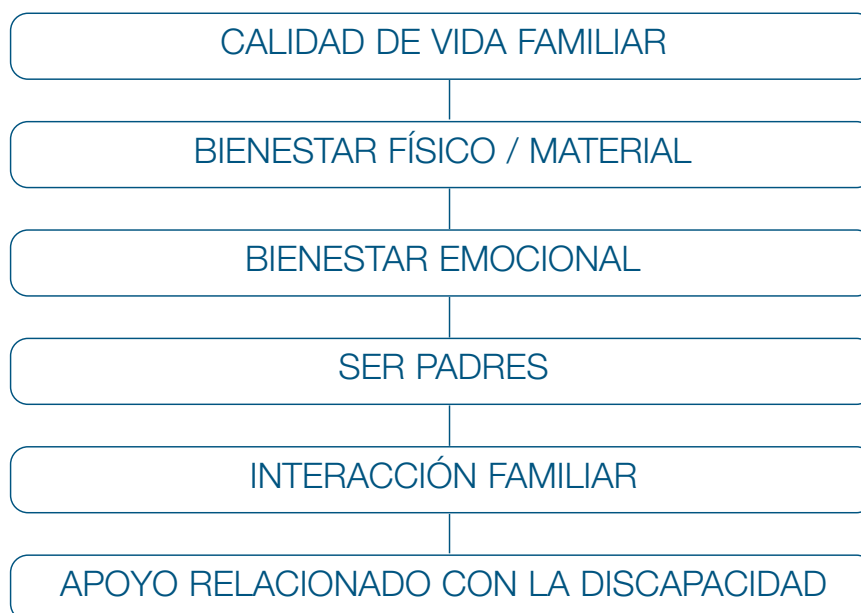 CALIDAD DE VIDA FAMILIAR
BIENESTAR FÍSICO / MATERIAL
BIENESTAR EMOCIONAL
SER PADRES
INTERACCIÓN FAMILIAR
APOYO RELACIONADO CON LA DISCAPACIDAD